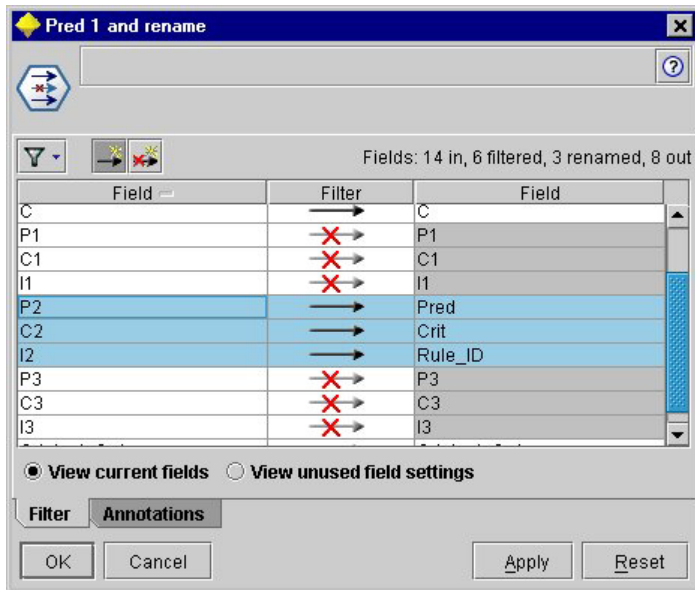 Pred 1 and rename
Fields: 14 in, 6 filtered, 3 renamed, 8 out
Field Filter Field
C C
P1 P1
C1 C1
I1 I1
P2 Pred
C2 Crit
I2 Rule_ID
P3 P3
C3 C3
I3 I3
View current fields View unused field settings
Filter Annotations
OK Cancel Apply Reset